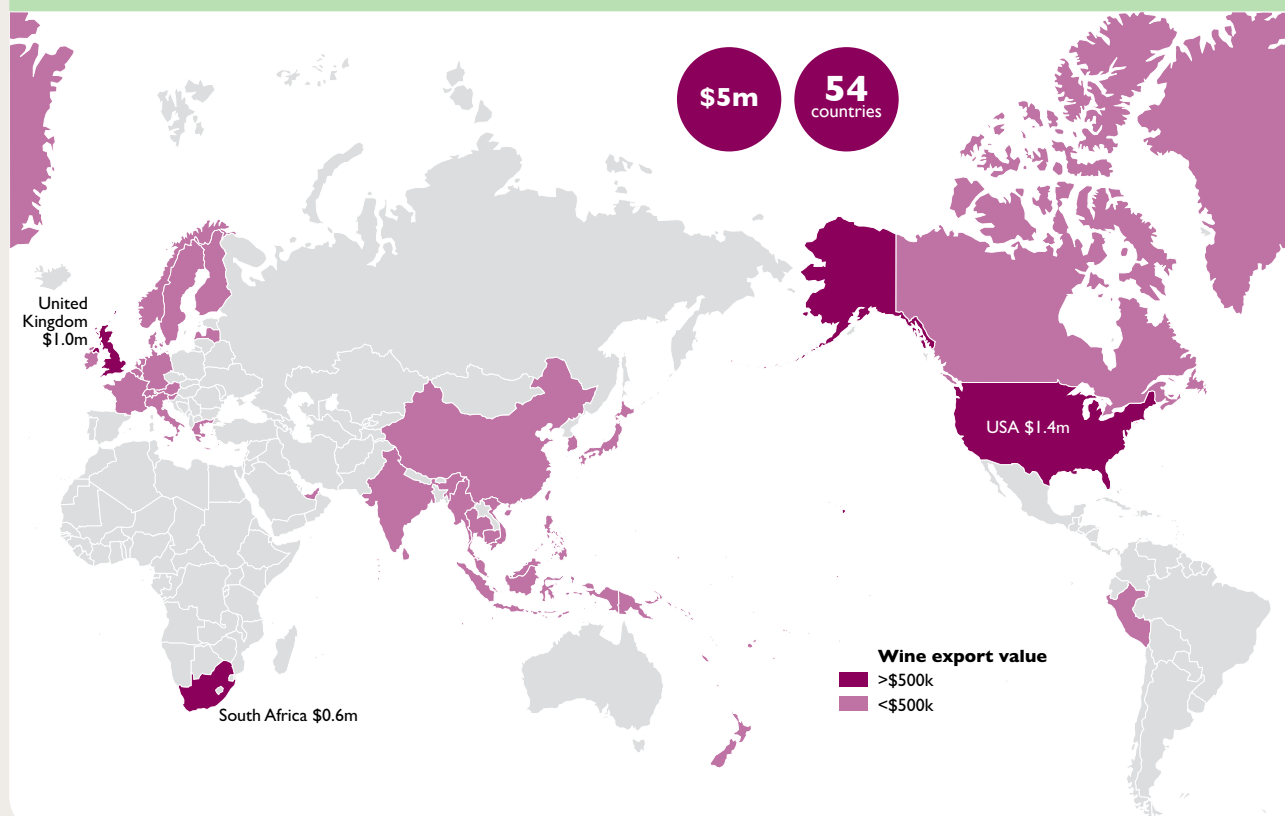 $5m
54
countries
United
Kingdom
$1.0m
USA $1.4m
Wine export value
>$500k
<$500k
South Africa $0.6m